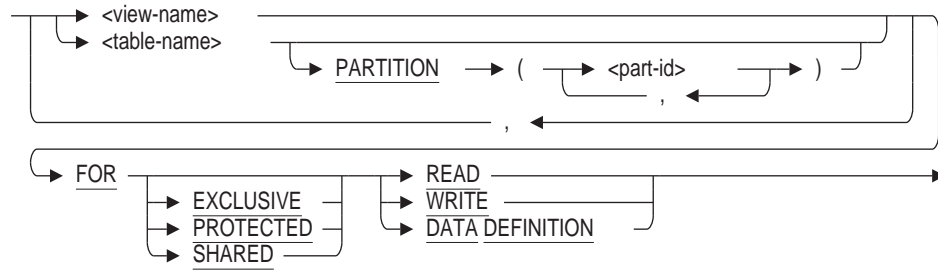 <view-name>
<table-name>
PARTITION ( <part-id> )
,
,
FOR READ
EXCLUSIVE WRITE
PROTECTED DATA DEFINITION
SHARED